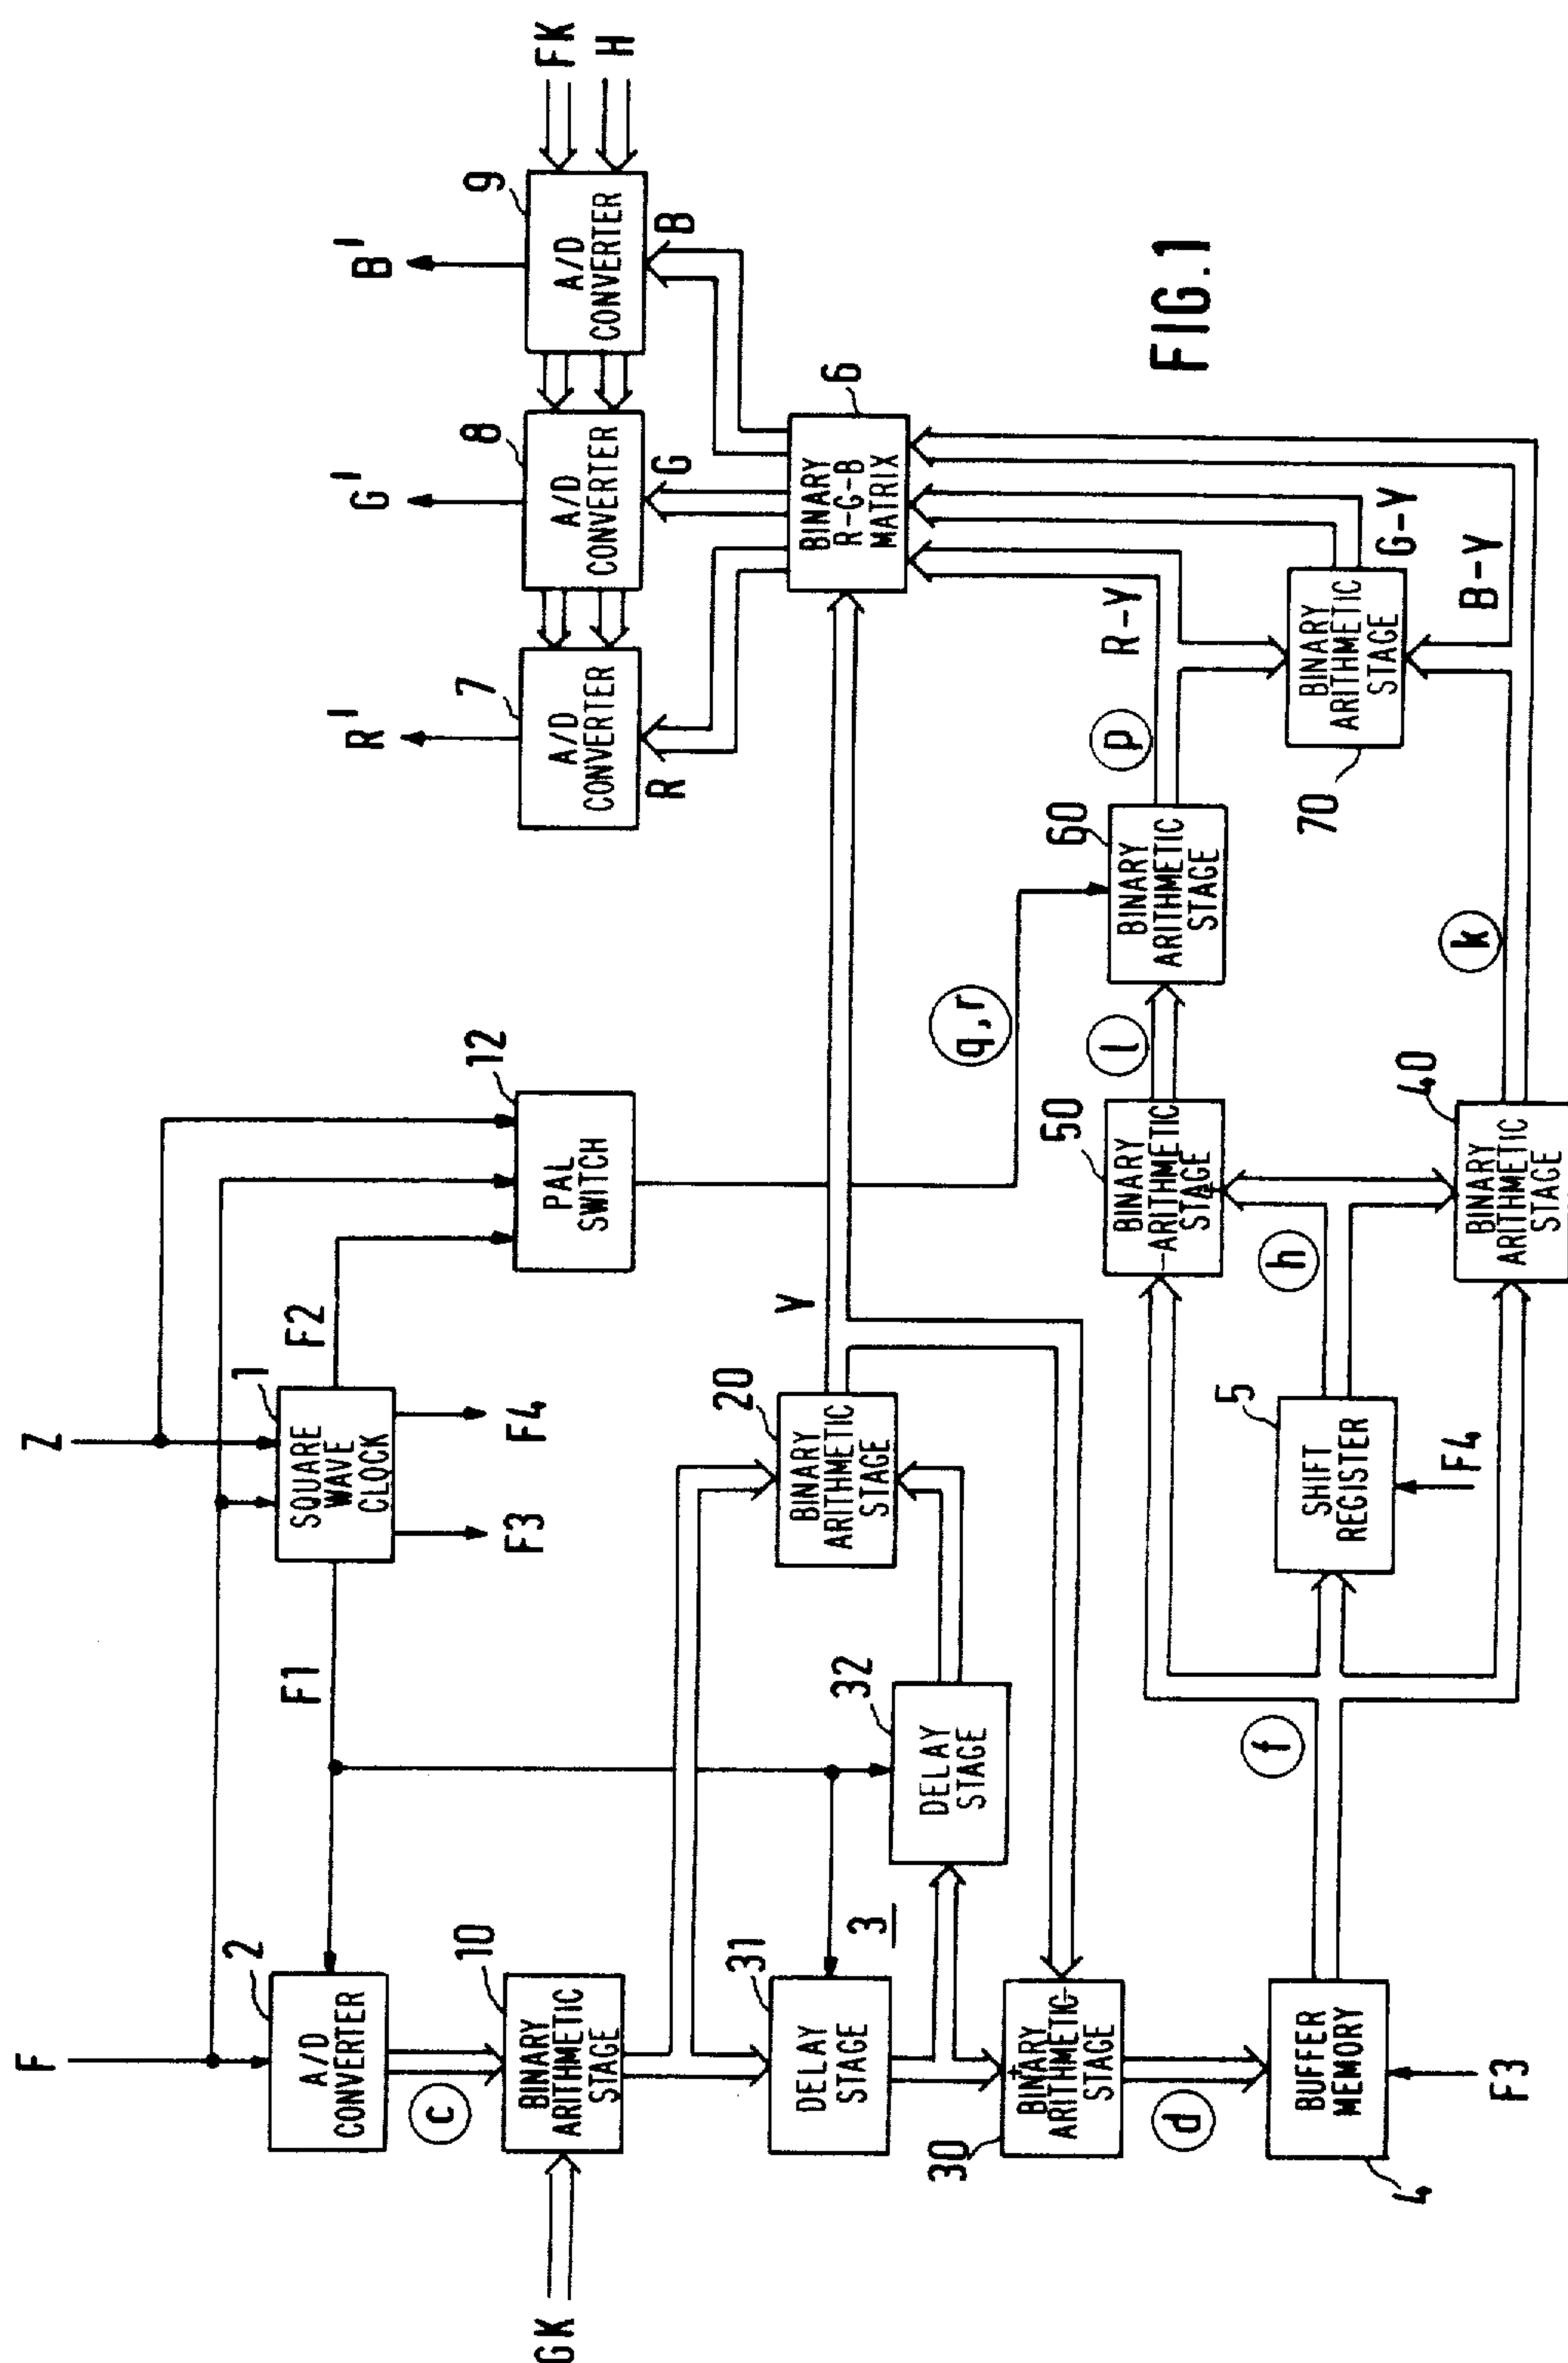 F
Z
2
A/D
CONVERTER
F1
1
SQUARE
WAVE
CLOCK
F2
F3
F4
12
PAL
SWITCH
R'
G'
B'
7
A/D
CONVERTER
8
A/D
CONVERTER
9
A/D
CONVERTER
FK
H
R
G
B
c
GK
10
BINARY
ARITHMETIC
STAGE
31
DELAY
STAGE
3
32
DELAY
STAGE
20
BINARY
ARITHMETIC
STAGE
Y
6
BINARY
R-G-B
MATRIX
30
BINARY
ARITHMETIC
STAGE
d
q,r
l
50
BINARY
ARITHMETIC
STAGE
60
BINARY
ARITHMETIC
STAGE
p
R-Y
FIG.1
4
BUFFER
MEMORY
F3
f
5
SHIFT
REGISTER
F4
h
40
BINARY
ARITHMETIC
STAGE
k
70
BINARY
ARITHMETIC
STAGE
G-Y
B-Y